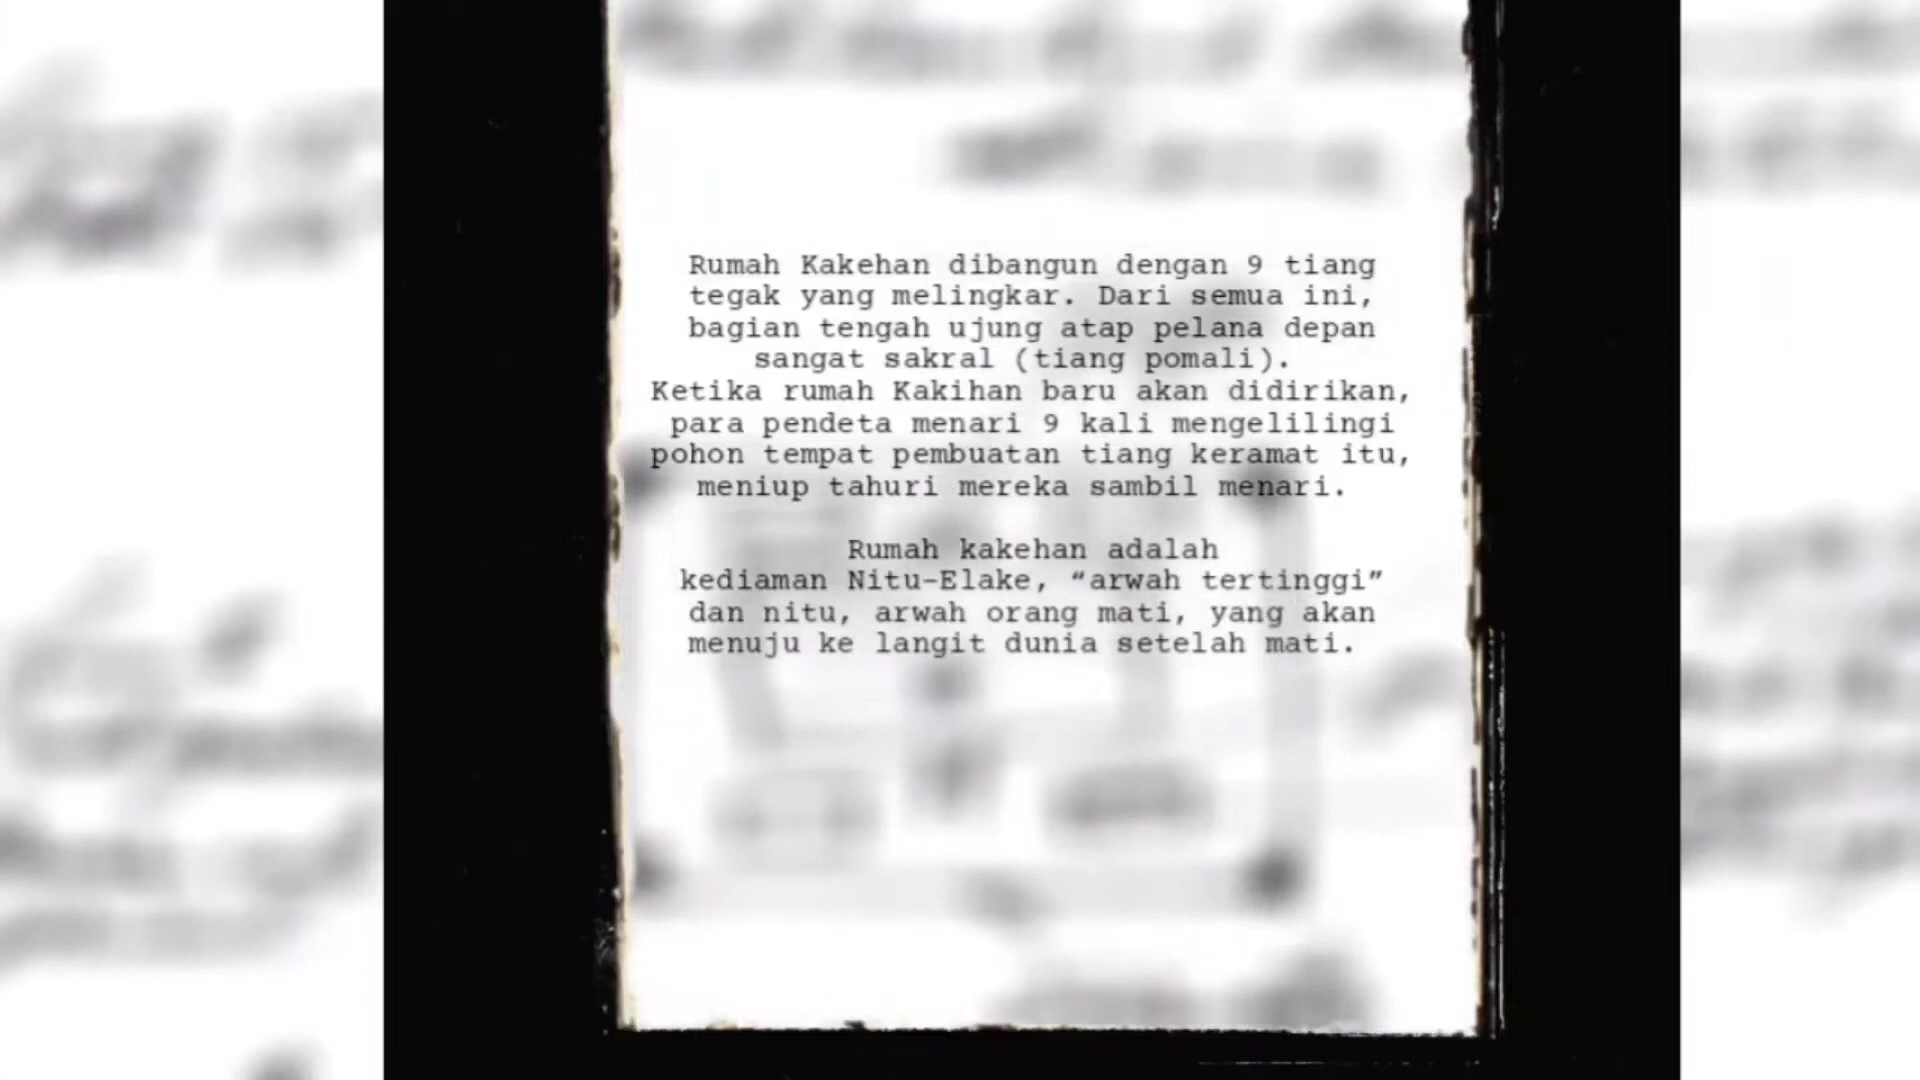 Rumah Kakehan dibangun dengan 9 tiang
tegak yang melingkar. Dari semua ini,
bagian tengah ujung atap pelana depan
sangat sakral (tiang pomali).
Ketika rumah Kakihan baru akan didirikan,
para pendeta menari 9 kali mengelilingi
pohon tempat pembuatan tiang keramat itu,
meniup tahuri mereka sambil menari.
Rumah kakehan adalah
kediaman Nitu-Elake, “arwah tertinggi”
dan nitu, arwah orang mati, yang akan
menuju ke langit dunia setelah mati.